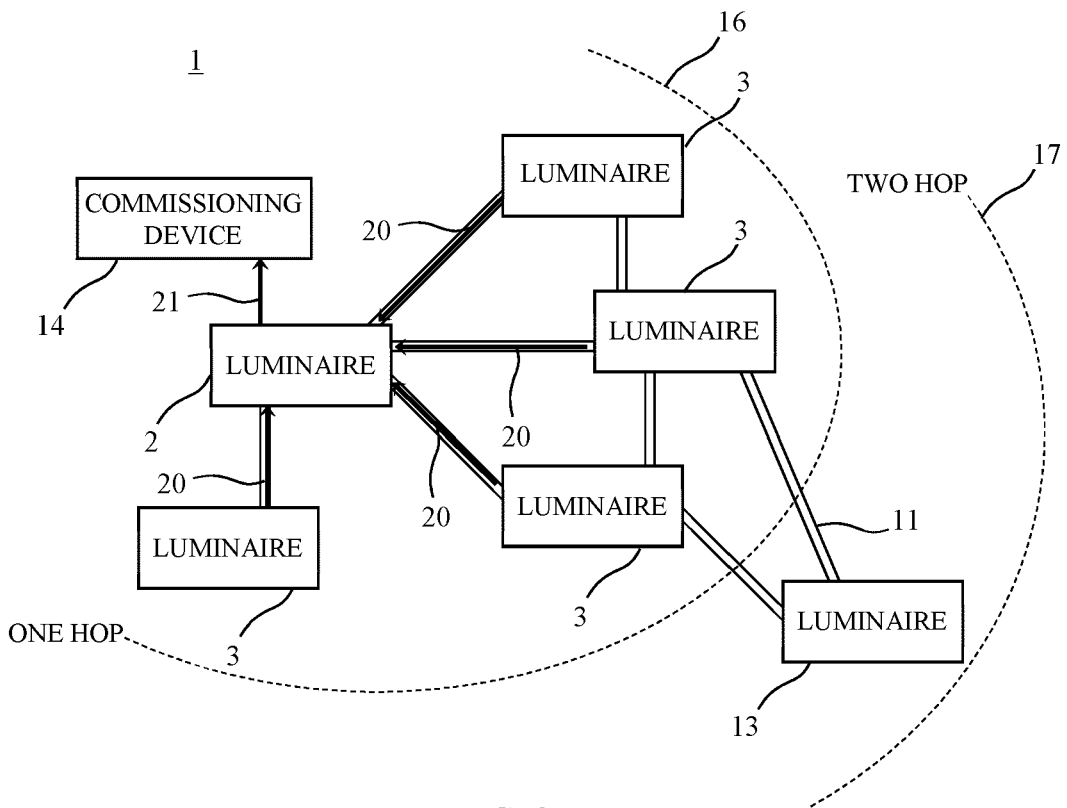 1
16
3
LUMINAIRE
17
TWO HOP
COMMISSIONING
DEVICE
20
3
14
21
LUMINAIRE
LUMINAIRE
20
2
20
20
LUMINAIRE
11
LUMINAIRE
3
LUMINAIRE
ONE HOP
3
13